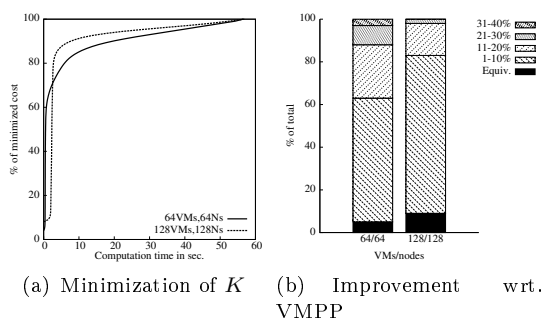 100
80
60
40
20
0
% of minimized cost
64VMs,64Ns
128VMs,128Ns
0 10 20 30 40 50 60
Computation time in sec.
(a) Minimization of K
100
80
60
40
20
0
% of total
31-40%
21-30%
11-20%
1-10%
Equiv.
64/64 128/128
VMs/nodes
(b) Improvement wrt.
VMPP